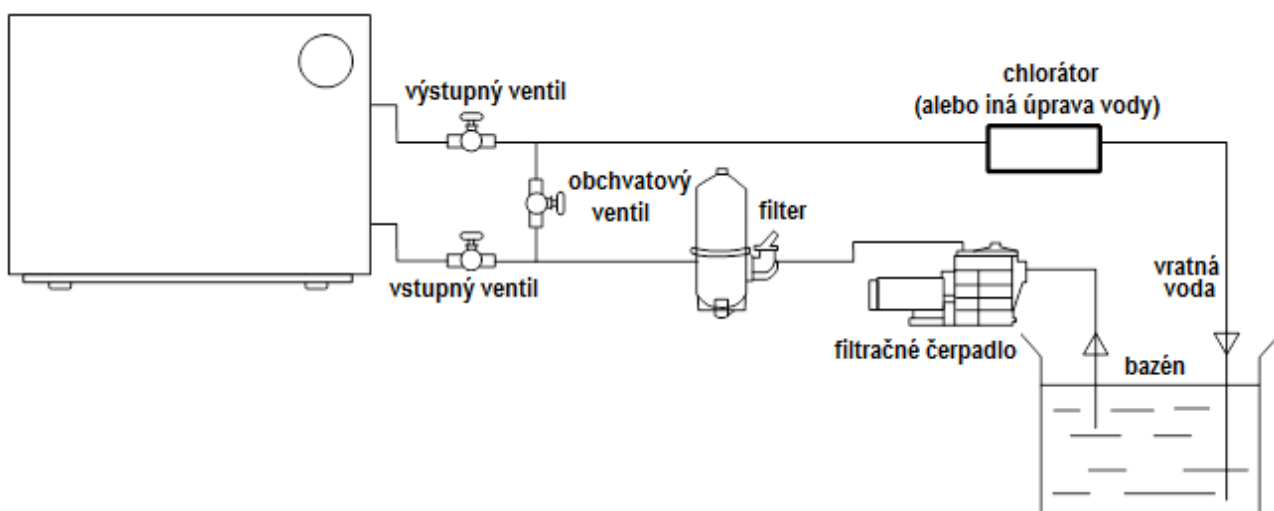 chlorátor
(alebo iná úprava vody)
výstupný ventil
obchvatový
ventil
filter
vstupný ventil
vratná
voda
filtračné čerpadlo
bazén